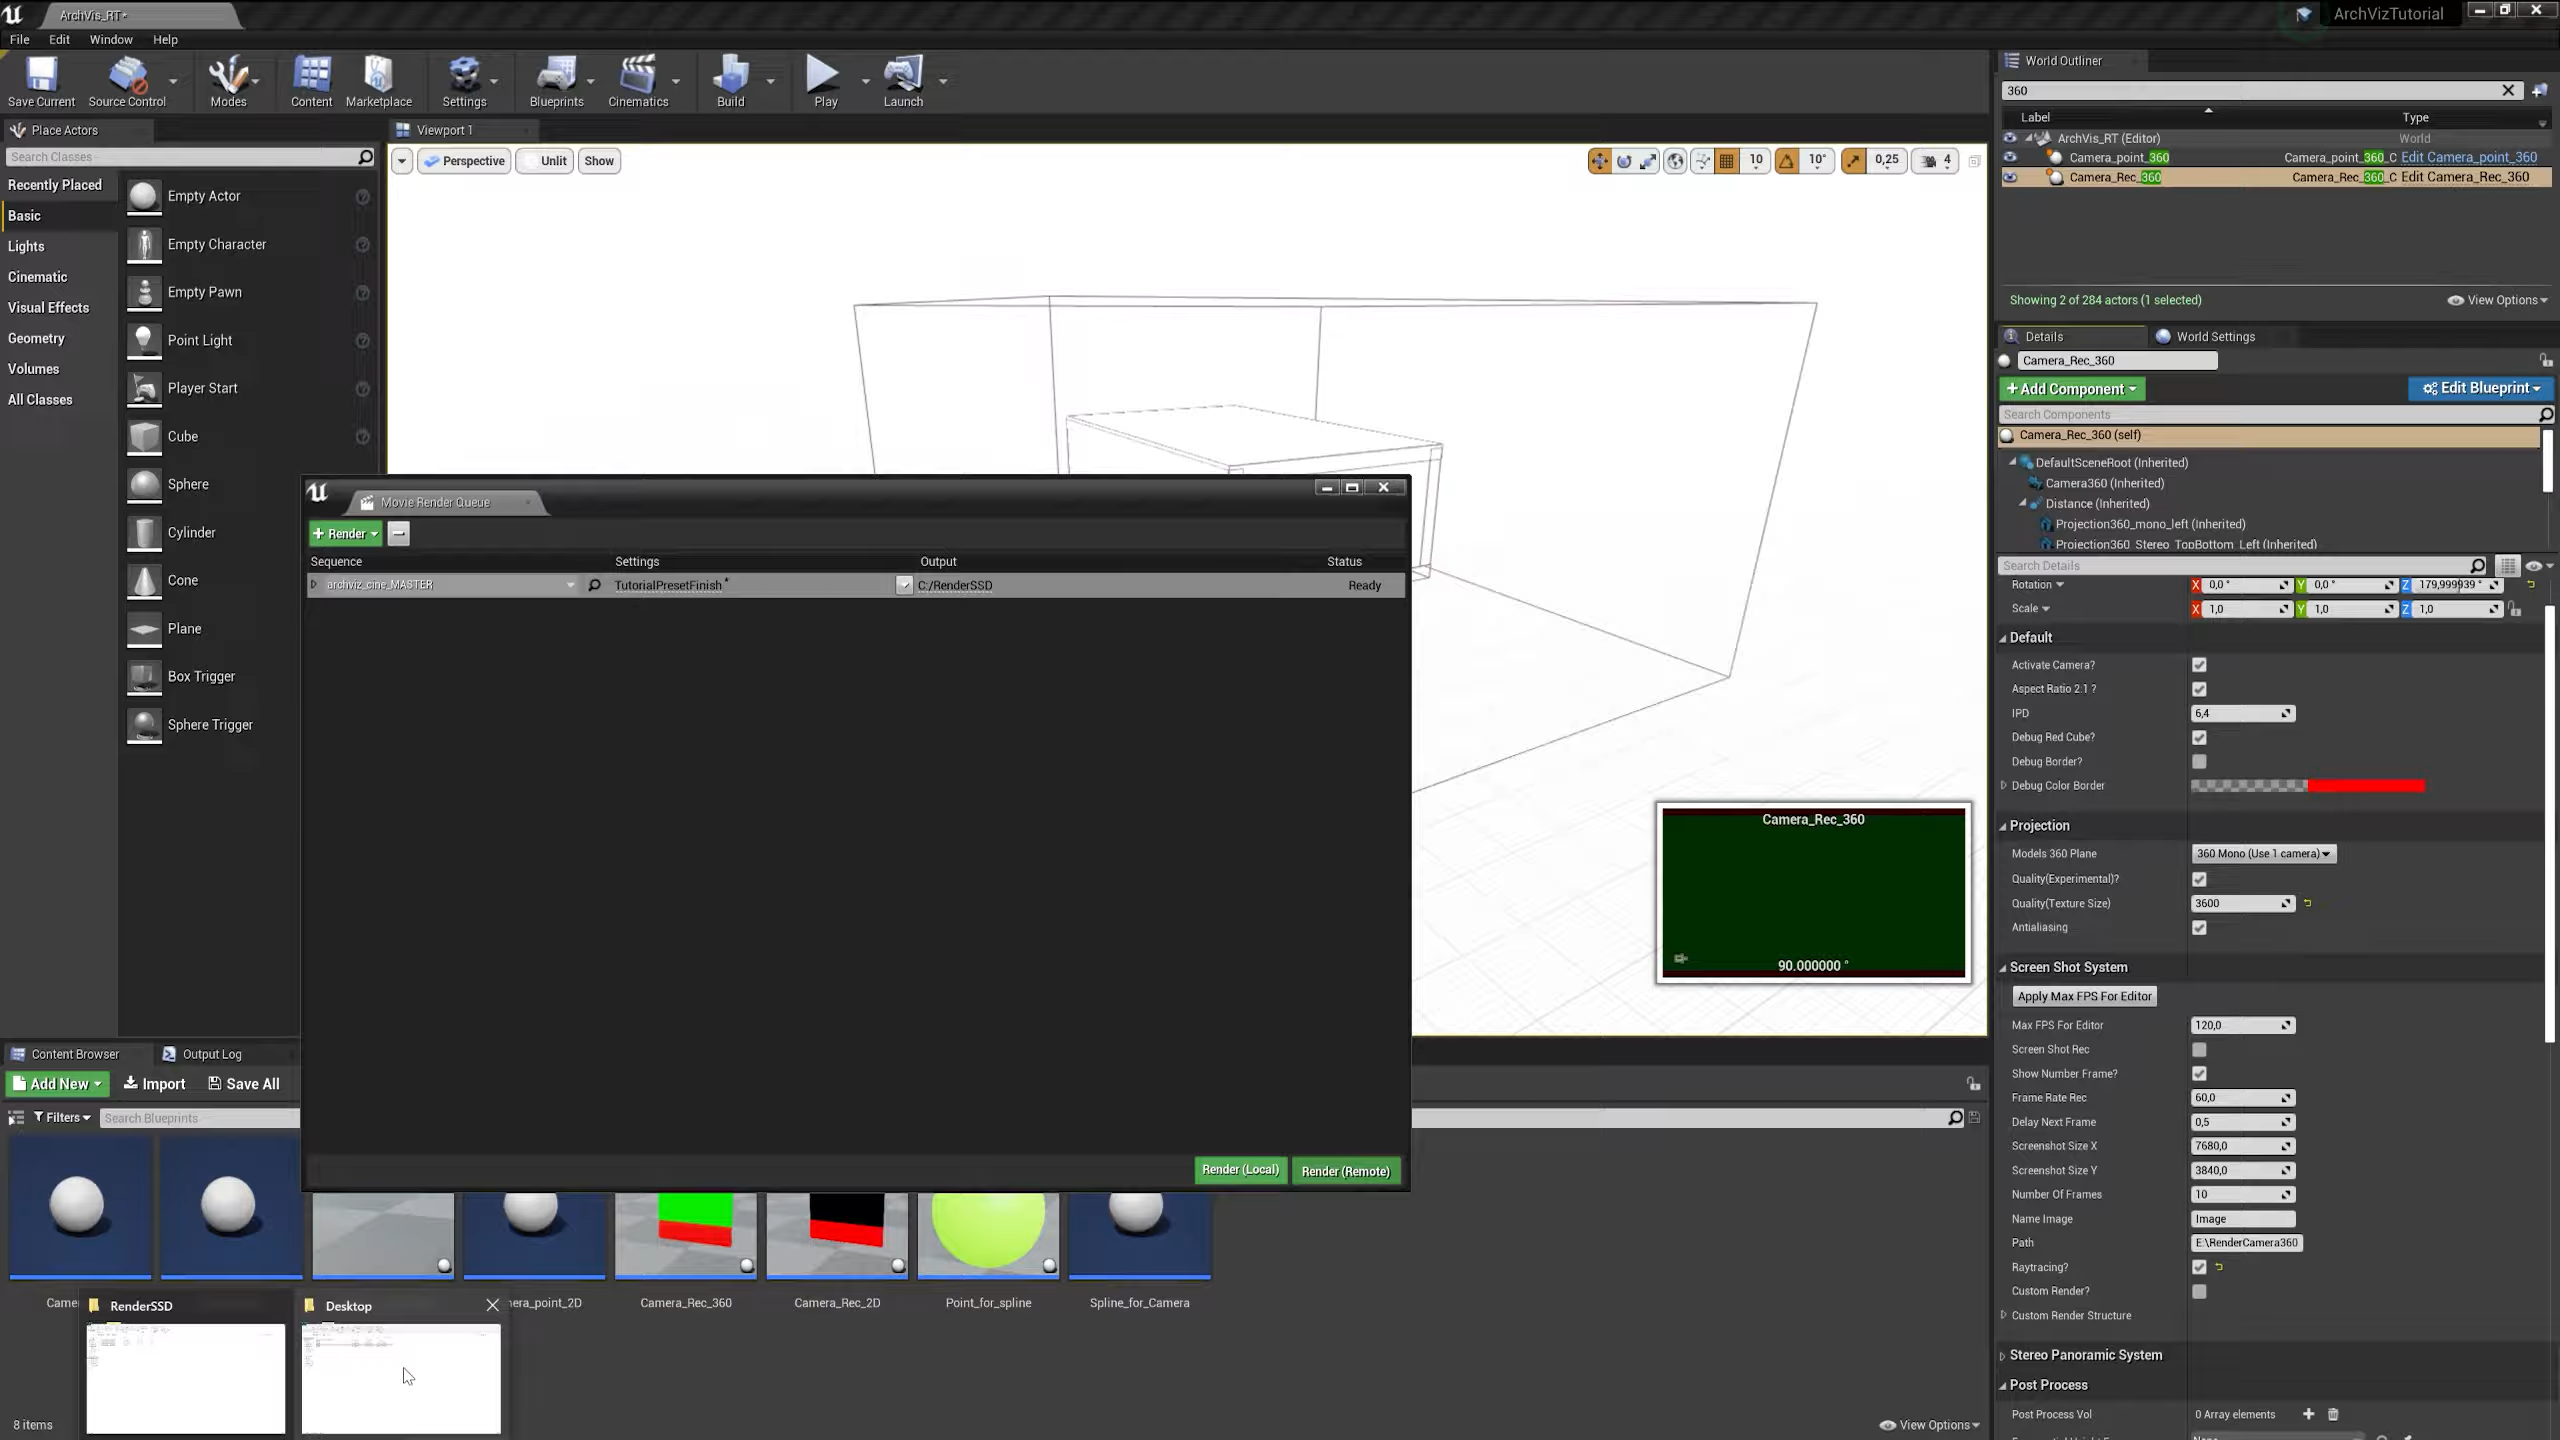 ArchVis_RT*
ArchVizTutorial
File Edit Window Help
Save Current Source Control Modes Content Marketplace Settings Blueprints Cinematics Build Play Launch
Place Actors
Search Classes
Recently Placed
Basic
Lights
Cinematic
Visual Effects
Geometry
Volumes
All Classes
Empty Actor
Empty Character
Empty Pawn
Point Light
Player Start
Cube
Sphere
Cylinder
Cone
Plane
Box Trigger
Sphere Trigger
Viewport 1
Perspective Unlit Show
10 10° 0,25 4
Movie Render Queue
Render
Sequence Settings Output Status
archviz_cine_MASTER TutorialPresetFinish* C:/RenderSSD Ready
Render (Local) Render (Remote)
Camera_Rec_360
90.000000 °
World Outliner
360
Label Type
ArchVis_RT (Editor) World
Camera_point_360 Camera_point_360_C Edit Camera_point_360
Camera_Rec_360 Camera_Rec_360_C Edit Camera_Rec_360
Showing 2 of 284 actors (1 selected) View Options
Details World Settings
Camera_Rec_360
Add Component Edit Blueprint
Search Components
Camera_Rec_360 (self)
DefaultSceneRoot (Inherited)
Camera360 (Inherited)
Distance (Inherited)
Projection360_mono_left (Inherited)
Projection360_Stereo_TopBottom_Left (Inherited)
Search Details
Rotation X 0,0 ° Y 0,0 ° Z 179,999939 °
Scale X 1,0 Y 1,0 Z 1,0
Default
Activate Camera?
Aspect Ratio 2:1 ?
IPD 6,4
Debug Red Cube?
Debug Border?
Debug Color Border
Projection
Models 360 Plane 360 Mono (Use 1 camera)
Quality(Experimental)?
Quality(Texture Size) 3600
Antialiasing
Screen Shot System
Apply Max FPS For Editor
Max FPS For Editor 120,0
Screen Shot Rec
Show Number Frame?
Frame Rate Rec 60,0
Delay Next Frame 0,5
Screenshot Size X 7680,0
Screenshot Size Y 3840,0
Number Of Frames 10
Name Image Image
Path E:\RenderCamera360
Raytracing?
Custom Render?
Custom Render Structure
Stereo Panoramic System
Post Process
Post Process Vol 0 Array elements
Content Browser Output Log
Add New Import Save All
Filters Search Blueprints
Came era_point_2D Camera_Rec_360 Camera_Rec_2D Point_for_spline Spline_for_Camera
RenderSSD Desktop
8 items View Options